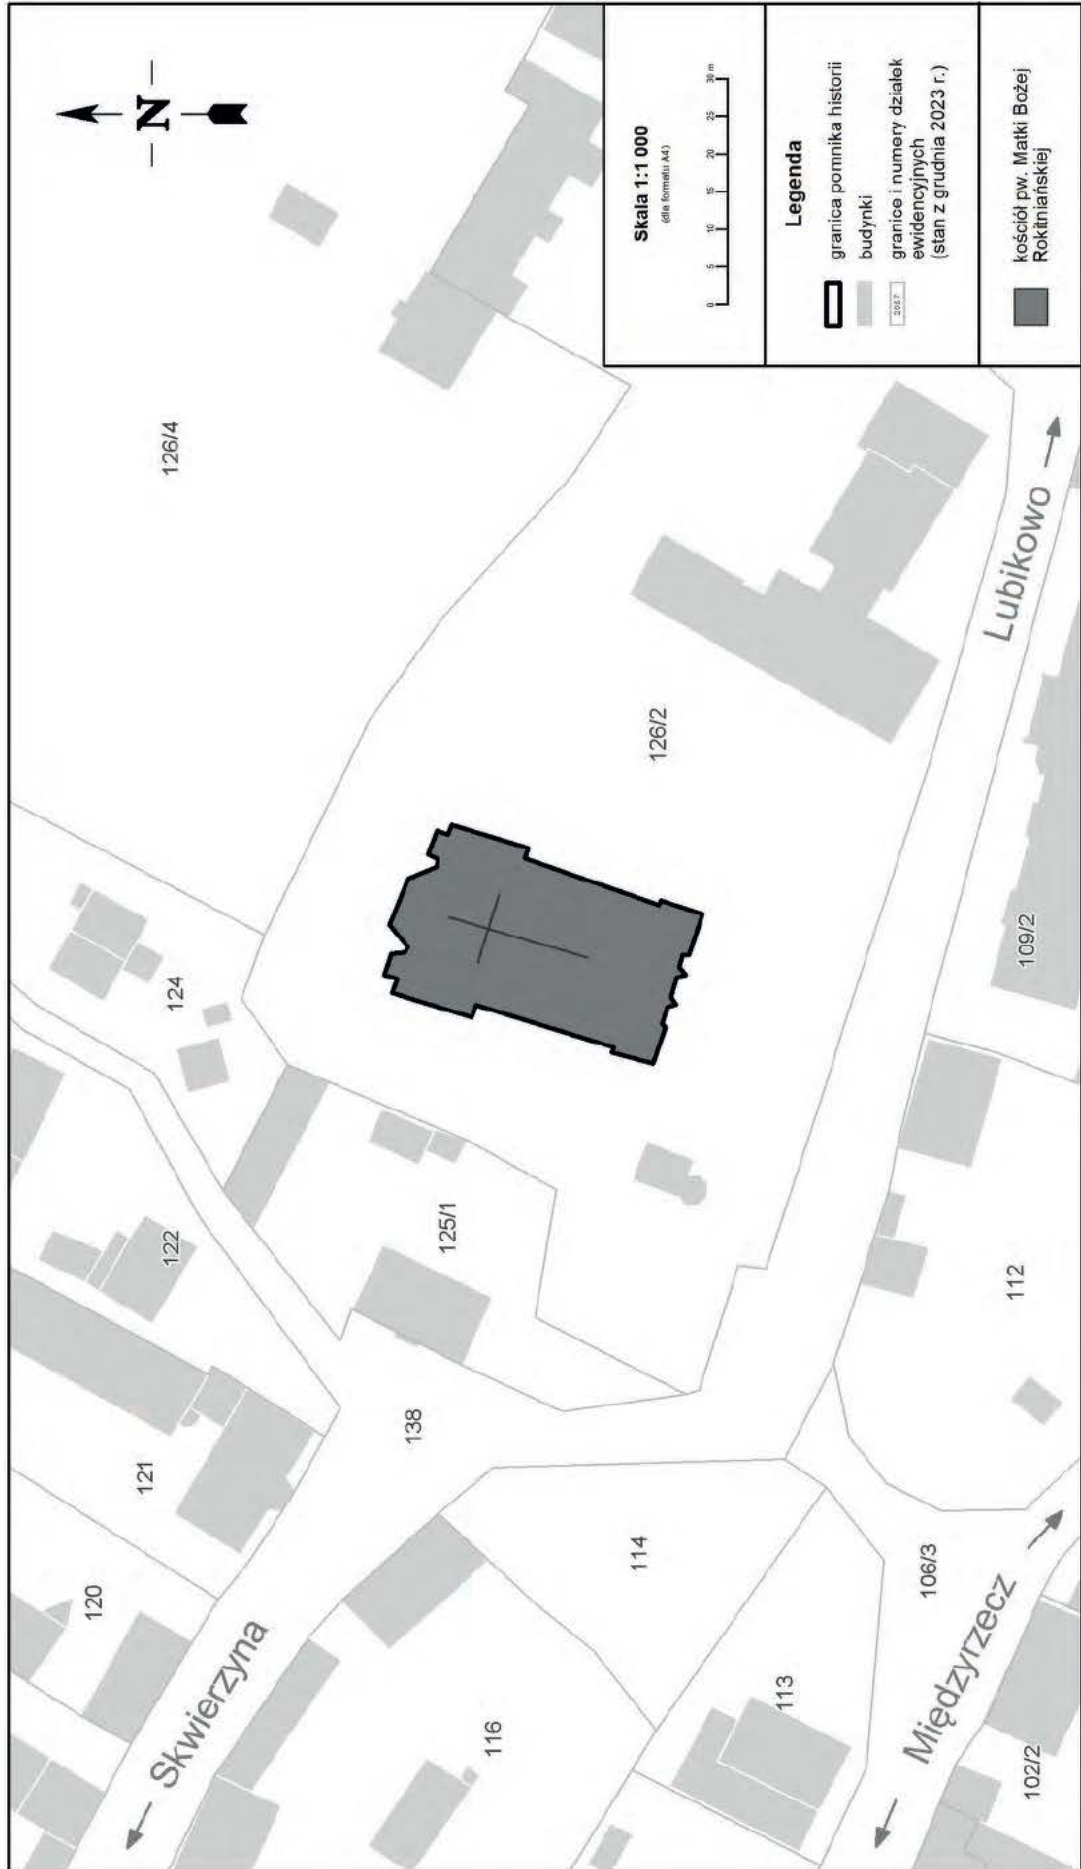 N
126/4
124
122
121
120
125/1
138
126/2
114
116
113
112
109/2
106/3
102/2
Skwierzyna
Międzyrzecz
Lubikowo
Skala 1:1 000
(dla formatu A4)
0 5 10 15 20 25 30 m
Legenda
granica pomnika historii
budynki
granice i numery działek
ewidencyjnych
(stan z grudnia 2023 r.)
kościół pw. Matki Bożej
Rokitniańskiej